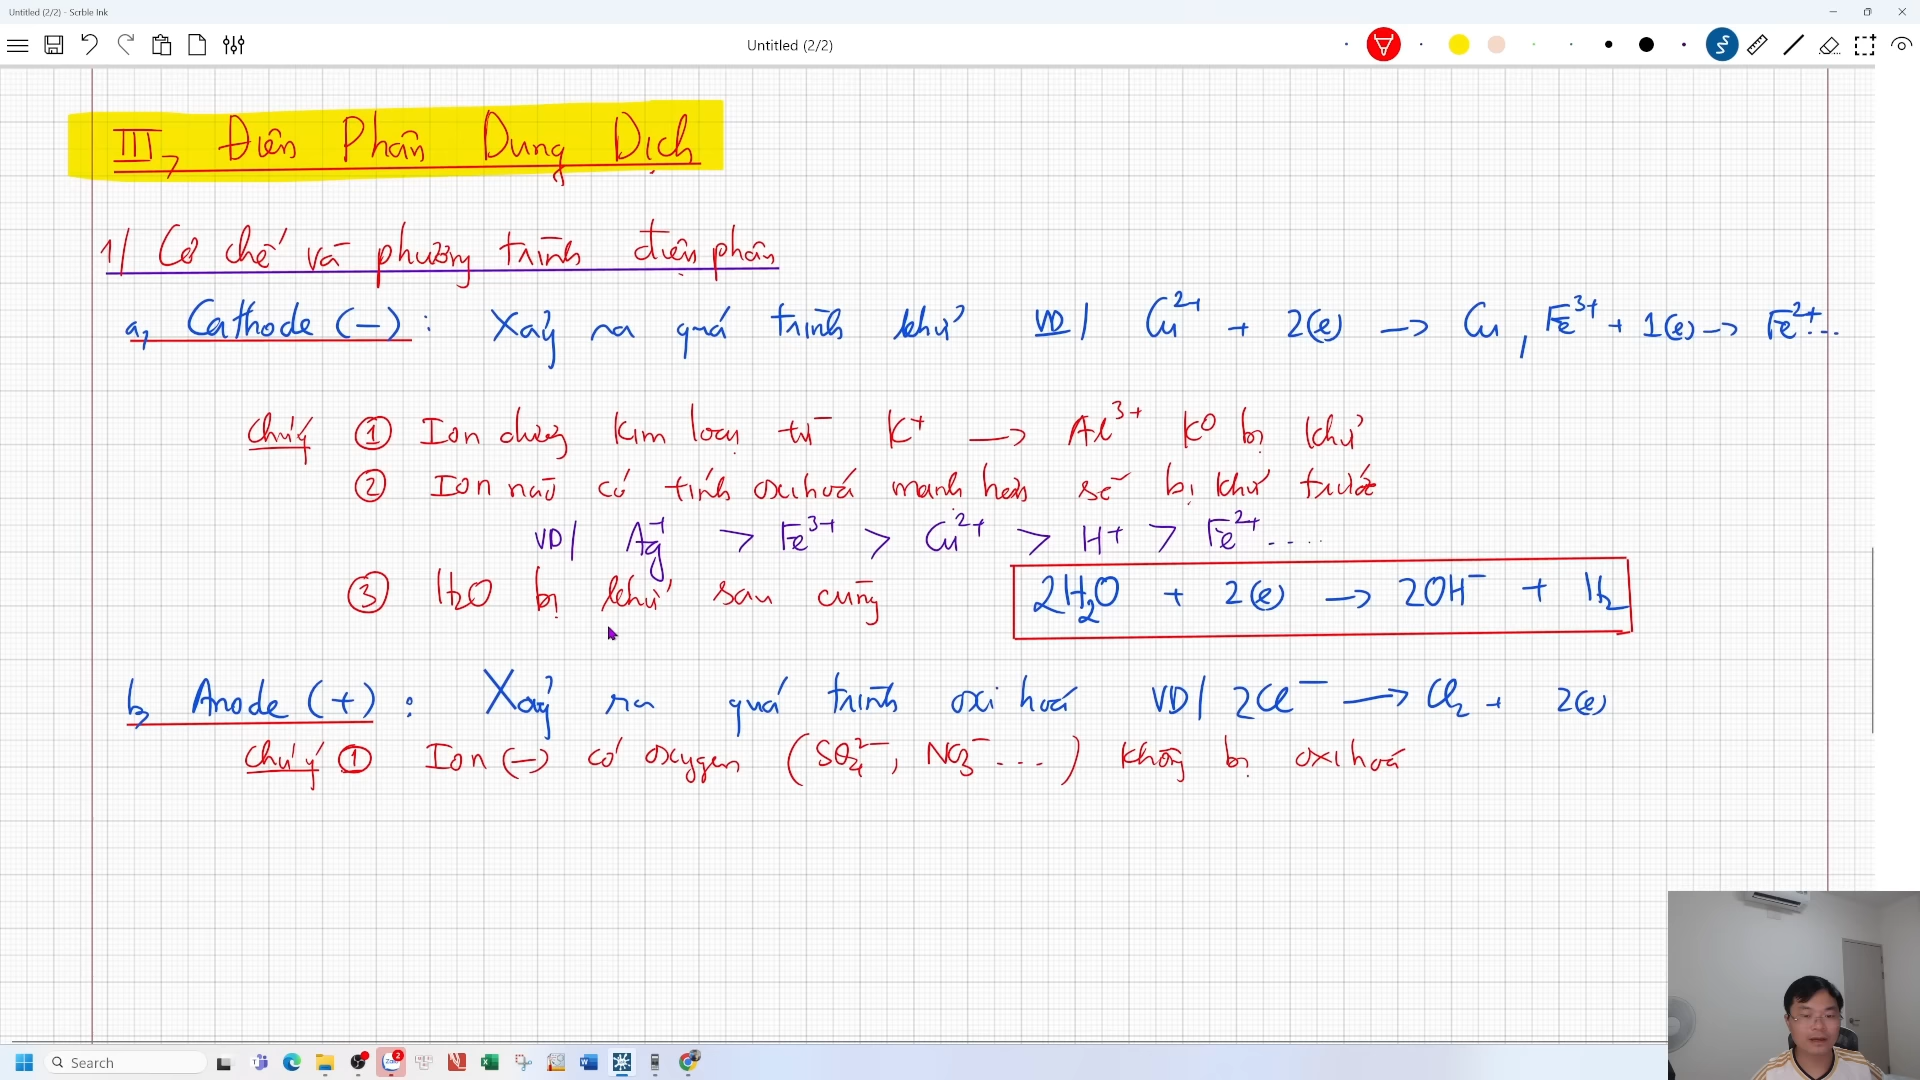 Untitled (2/2) - Scrble Ink
Untitled (2/2)
III, Điện Phân Dung Dịch
1/ Cơ chế và phương trình điện phân
a, Cathode (-) : Xảy ra quá trình khử VD/ Cu²⁺ + 2(e) → Cu, Fe³⁺ + 1(e) → Fe²⁺...
Chú ý ① Ion dương kim loại từ K⁺ → Al³⁺ k⁰ bị khử
② Ion nào có tính oxi hoá mạnh hơn sẽ bị khử trước
VD/ Ag⁺ > Fe³⁺ > Cu²⁺ > H⁺ > Fe²⁺ .....
③ H₂O bị khử sau cùng 2H₂O + 2(e) → 2OH⁻ + H₂
b, Anode (+) : Xảy ra quá trình oxi hoá VD/ 2Cl⁻ → Cl₂ + 2(e)
Chú ý ① Ion (-) có oxygen (SO₄²⁻, NO₃⁻ ...) không bị oxi hoá
Search
2